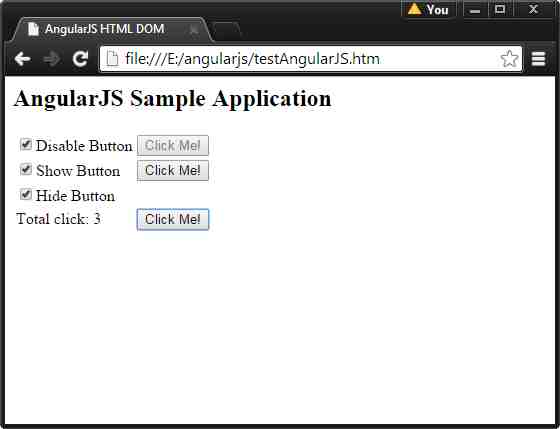 You
AngularJS HTML DOM
file:///E:/angularjs/testAngularJS.htm
AngularJS Sample Application
Disable Button Click Me!
Show Button Click Me!
Hide Button
Total click: 3 Click Me!